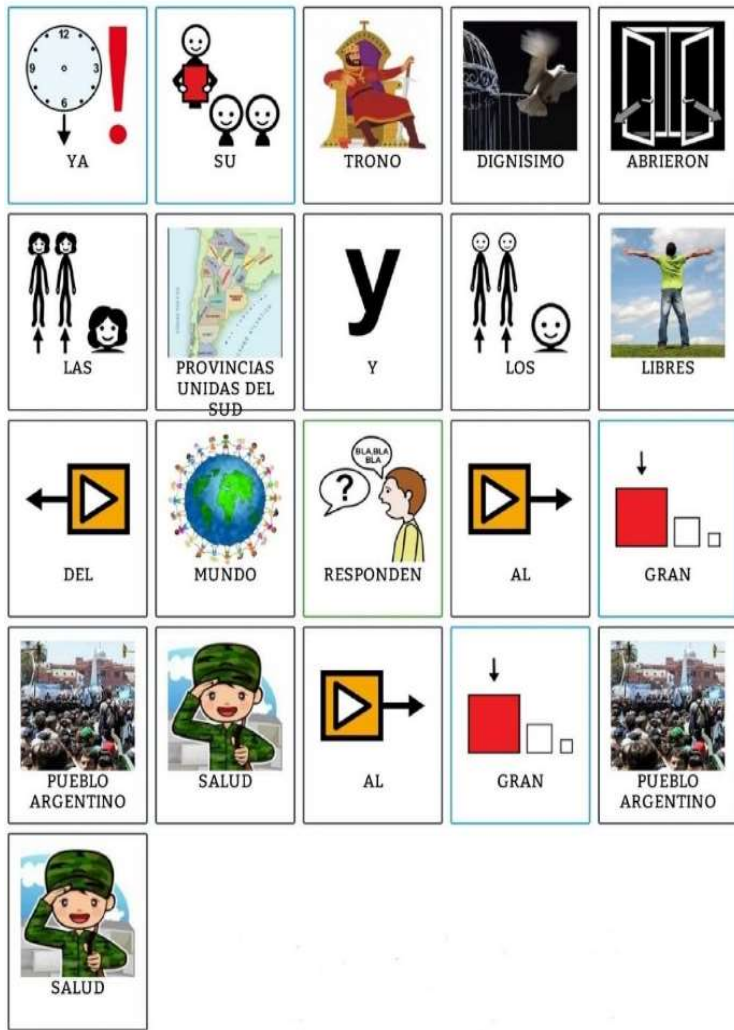 YA
SU
TRONO
DIGNISIMO
ABRIERON
LAS
PROVINCIAS
UNIDAS DEL
SUD
y
Y
LOS
LIBRES
DEL
MUNDO
BLA,BLA
BLA
?
RESPONDEN
AL
GRAN
PUEBLO
ARGENTINO
SALUD
AL
GRAN
PUEBLO
ARGENTINO
SALUD